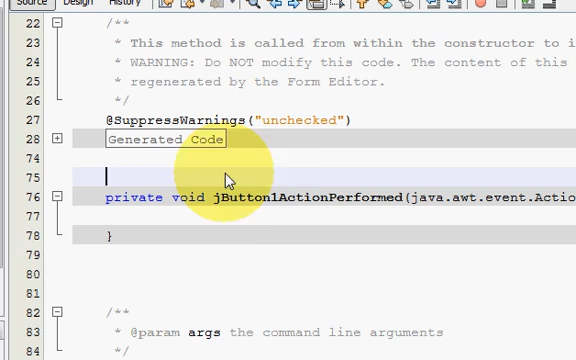 Source Design History
22 /**
23 * This method is called from within the constructor to i
24 * WARNING: Do NOT modify this code. The content of this
25 * regenerated by the Form Editor.
26 */
27 @SuppressWarnings("unchecked")
28 Generated Code
74
75
76 private void jButton1ActionPerformed(java.awt.event.Actio
77
78 }
79
80
81
82 /**
83 * @param args the command line arguments
84 */